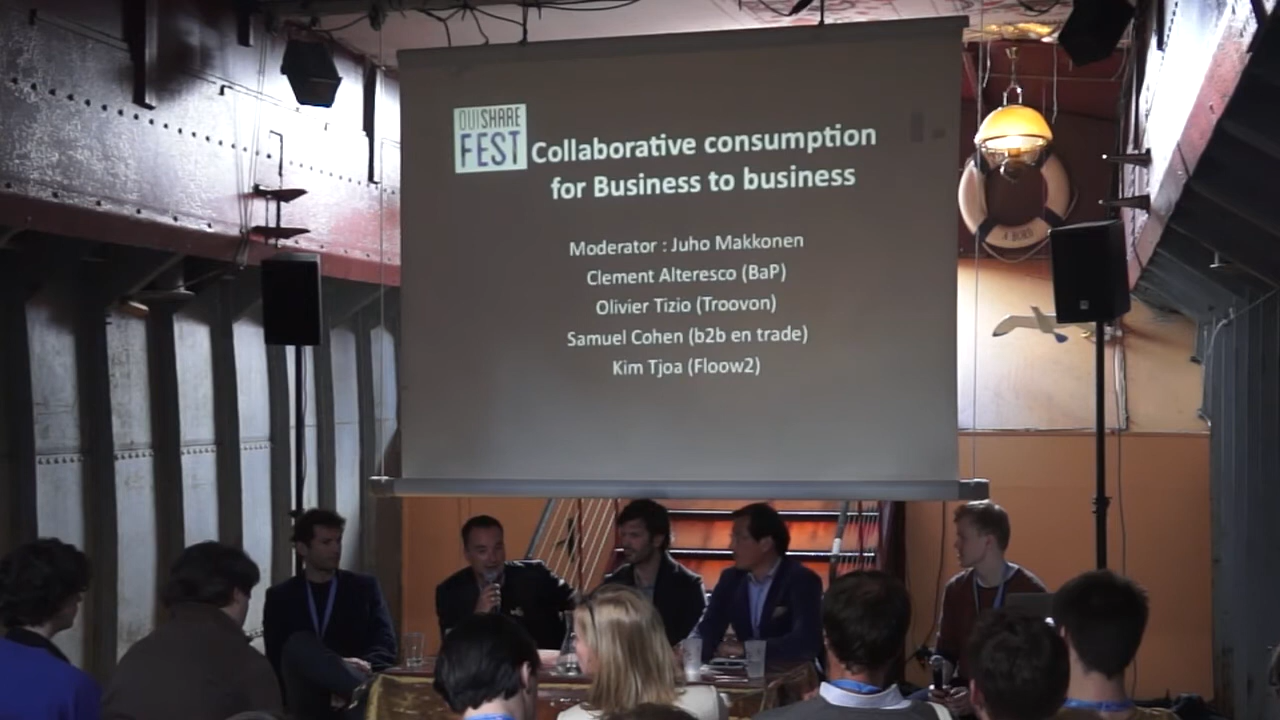 OUISHARE
FEST
Collaborative consumption
for Business to business
Moderator : Juho Makkonen
Clement Alteresco (BaP)
Olivier Tizio (Troovon)
Samuel Cohen (b2b en trade)
Kim Tjoa (Floow2)
A BORD